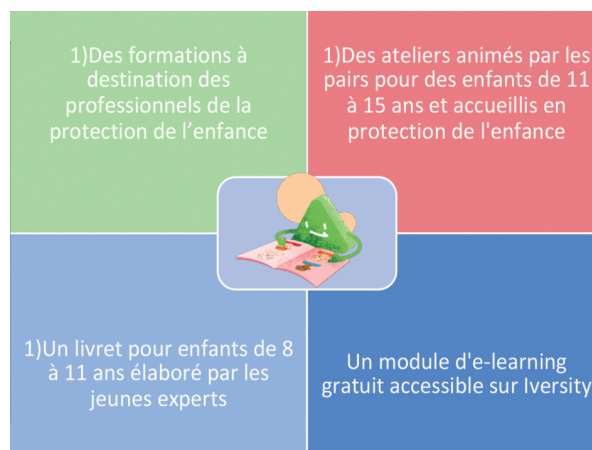 1)Des formations à
destination des
professionnels de la
protection de l’enfance
1)Des ateliers animés par les
pairs pour des enfants de 11
à 15 ans et accueillis en
protection de l'enfance
1)Un livret pour enfants de 8
à 11 ans élaboré par les
jeunes experts
Un module d'e-learning
gratuit accessible sur Iversity